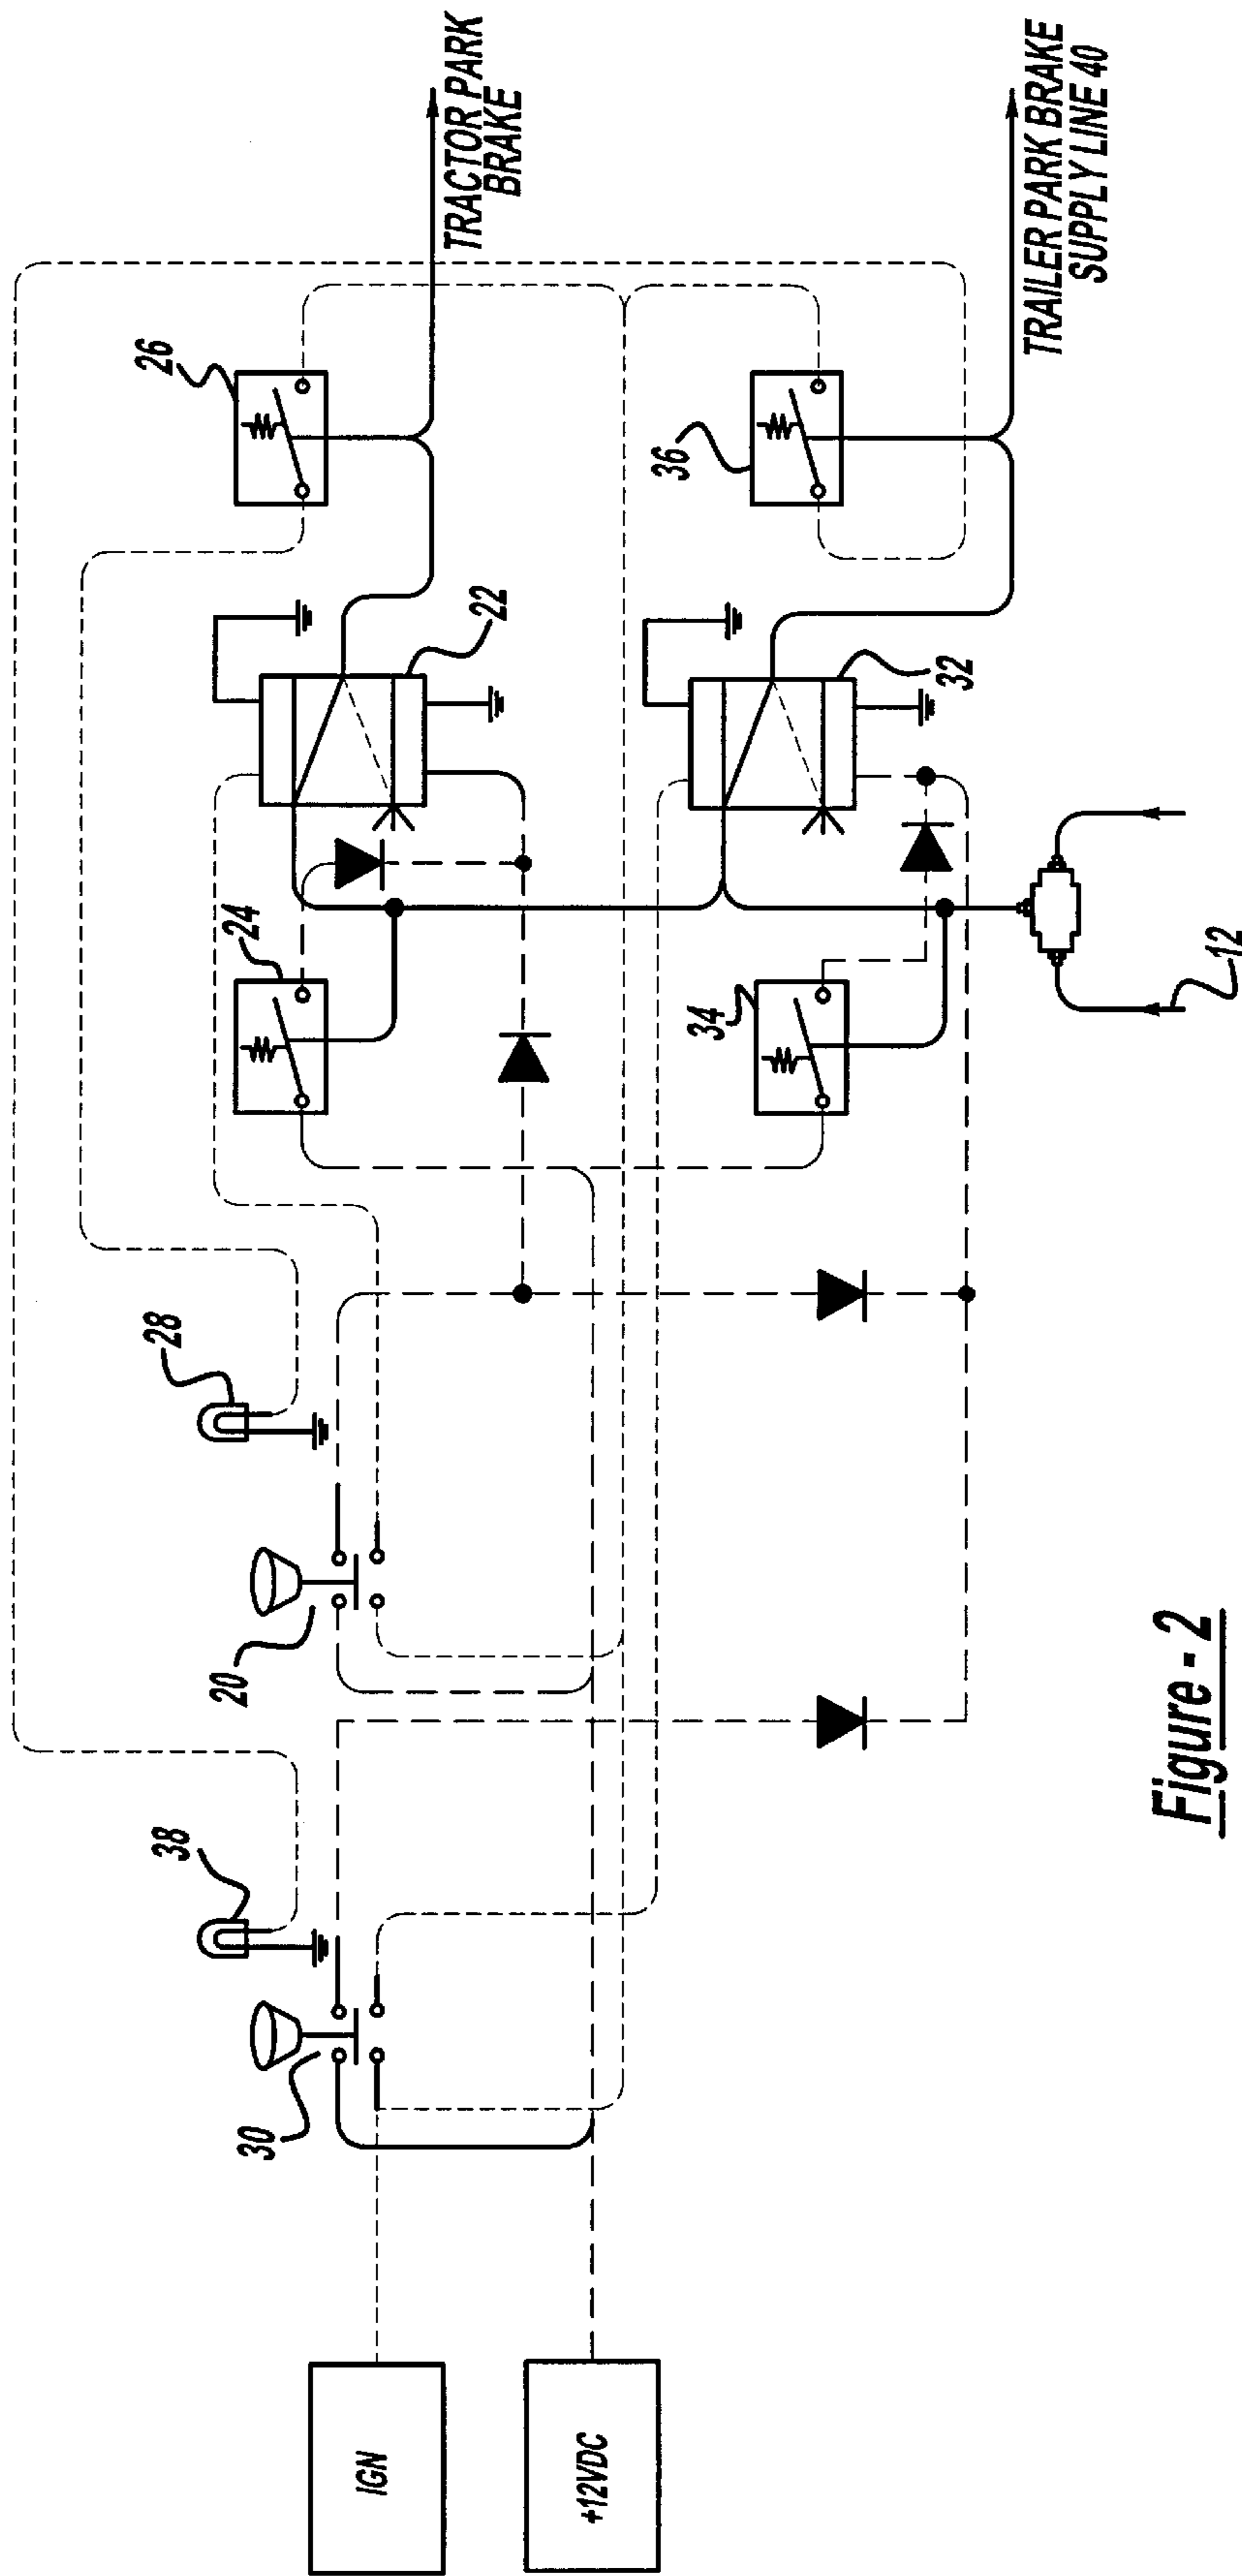 26
TRACTOR PARK
BRAKE
22
24
28
20
38
30
36
TRAILER PARK BRAKE
SUPPLY LINE 40
32
34
12
IGN
+12VDC
Figure - 2